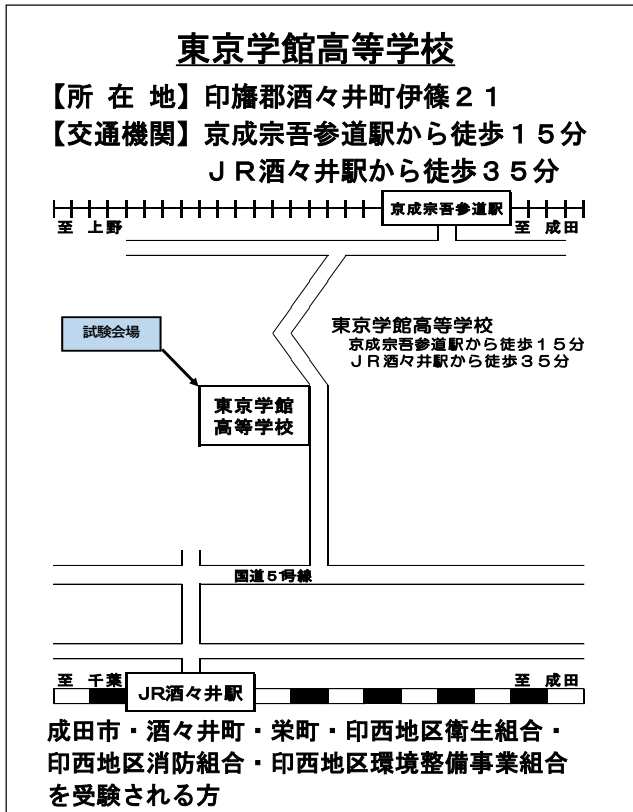 東京学館高等学校
【所 在 地】印旛郡酒々井町伊篠２１
【交通機関】京成宗吾参道駅から徒歩１５分
ＪＲ酒々井駅から徒歩３５分
京成宗吾参道駅
至 上野
至 成田
試験会場
東京学館高等学校
京成宗吾参道駅から徒歩１５分
ＪＲ酒々井駅から徒歩３５分
東京学館
高等学校
国道５１号線
至 千葉
至 成田
JR酒々井駅
成田市・酒々井町・栄町・印西地区衛生組合・
印西地区消防組合・印西地区環境整備事業組合
を受験される方